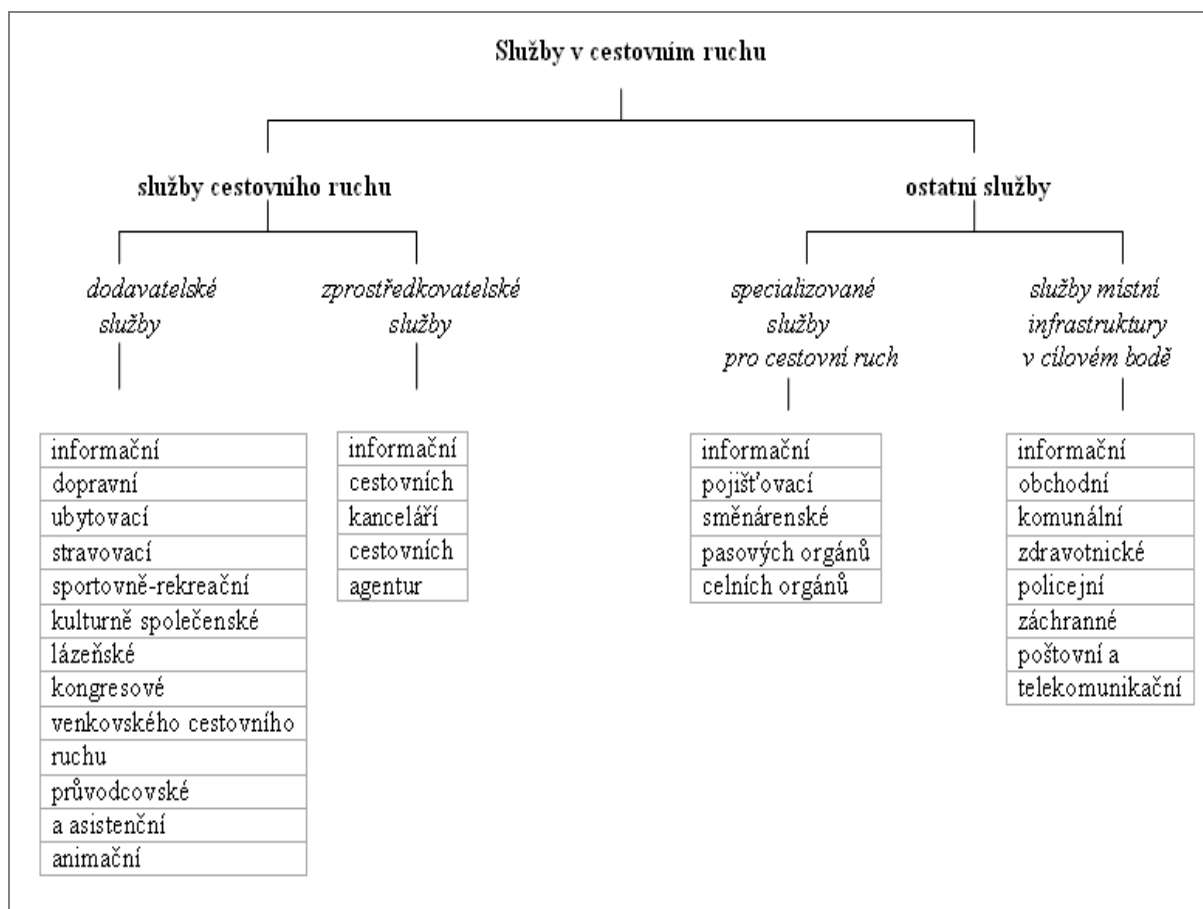 Služby v cestovním ruchu
služby cestovního ruchu
ostatní služby
dodavatelské
služby
zprostředkovatelské
služby
specializované
služby
pro cestovní ruch
služby místní
infrastruktury
v cílovém bodě
informační
dopravní
ubytovací
stravovací
sportovně-rekreační
kulturně společenské
lázeňské
kongresové
venkovského cestovního
ruchu
průvodcovské
a asistenční
animační
informační
cestovních
kanceláří
cestovních
agentur
informační
pojišťovací
směnárenské
pasových orgánů
celních orgánů
informační
obchodní
komunální
zdravotnické
policejní
záchranné
poštovní a
telekomunikační